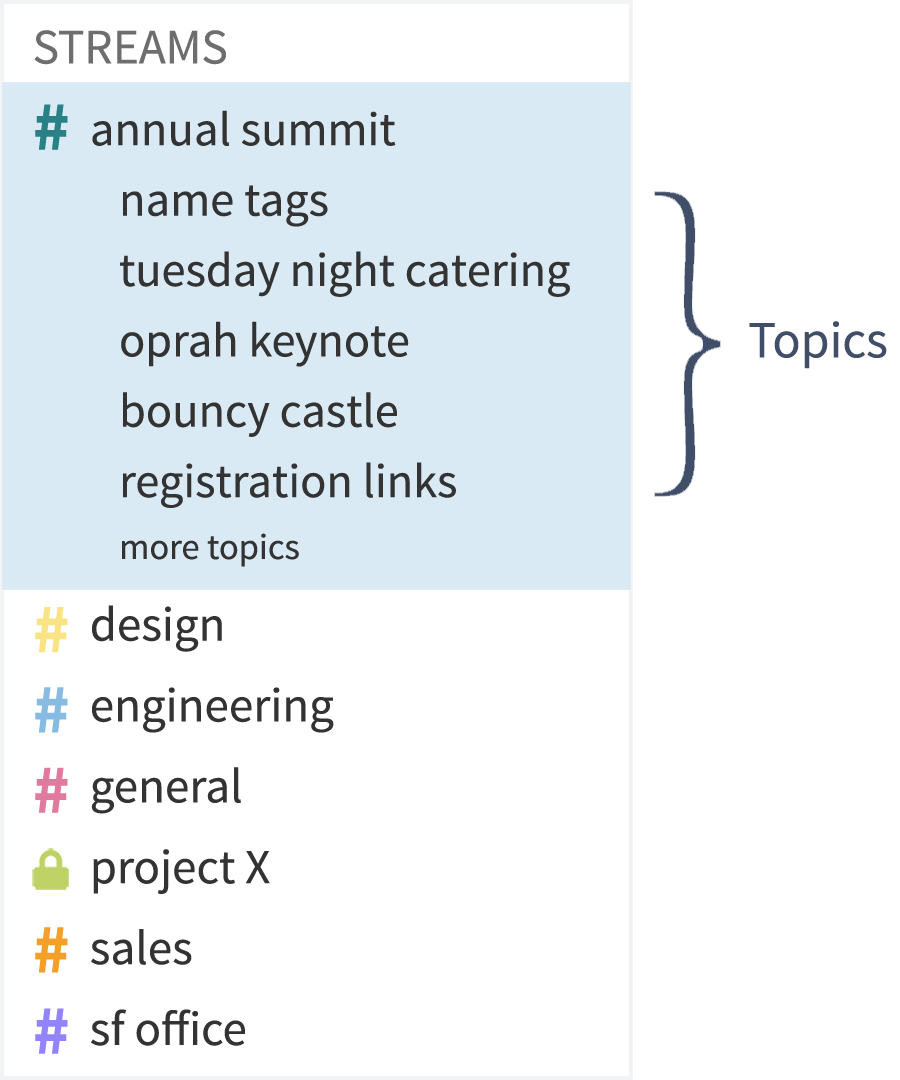 STREAMS
# annual summit
name tags
tuesday night catering
oprah keynote
bouncy castle
registration links
more topics
Topics
# design
# engineering
# general
project X
# sales
# sf office